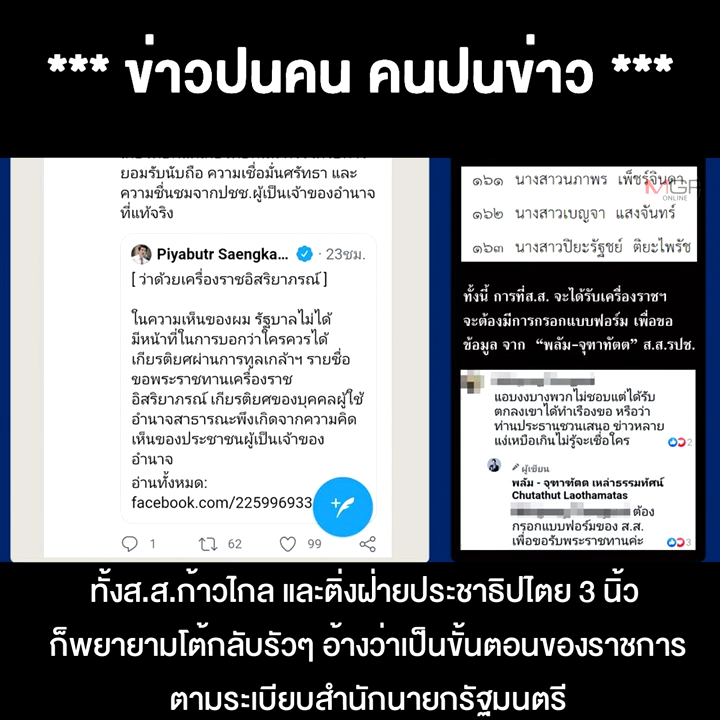 *** ข่าวปนคน คนปนข่าว ***
ยอมรับนับถือ ความเชื่อมั่นศรัทธา และ
ความชื่นชมจากปชช.ผู้เป็นเจ้าของอำนาจ
ที่แท้จริง
Piyabutr Saengka... · 23ชม.
[ ว่าด้วยเครื่องราชอิสริยาภรณ์ ]
ในความเห็นของผม รัฐบาลไม่ได้
มีหน้าที่ในการบอกว่าใครควรได้
เกียรติยศผ่านการทูลเกล้าฯ รายชื่อ
ขอพระราชทานเครื่องราช
อิสริยาภรณ์ เกียรติยศของบุคคลผู้ใช้
อำนาจสาธารณะพึงเกิดจากความคิด
เห็นของประชาชนผู้เป็นเจ้าของ
อำนาจ
อ่านทั้งหมด:
facebook.com/225996933
1 62 99
๑๖๑ นางสาวนภาพร เพ็ชร์จินดา
MGR
ONLINE
๑๖๒ นางสาวเบญจา แสงจันทร์
๑๖๓ นางสาวปิยะรัฐชย์ ติยะไพรัช
ทั้งนี้ การที่ส.ส. จะได้รับเครื่องราชฯ
จะต้องมีการกรอกแบบฟอร์ม เพื่อขอ
ข้อมูล จาก “พลัม-จุฑาทัตต” ส.ส.รปช.
แอบงงบางพวกไม่ชอบแต่ได้รับ
ตกลงเขาได้ทำเรื่องขอ หรือว่า
ท่านประธานชวนเสนอ ข่าวหลาย
แง่เหมือเกินไม่รู้จะเชื่อใคร
2
ผู้เขียน
พลัม - จุฑาทัตต เหล่าธรรมทัศน์
Chutathut Laothamatas
ต้อง
กรอกแบบฟอร์มของ ส.ส.
เพื่อขอรับพระราชทานค่ะ
3
ทั้งส.ส.ก้าวไกล และติ่งฝ่ายประชาธิปไตย 3 นิ้ว
ก็พยายามโต้กลับรัวๆ อ้างว่าเป็นขั้นตอนของราชการ
ตามระเบียบสำนักนายกรัฐมนตรี